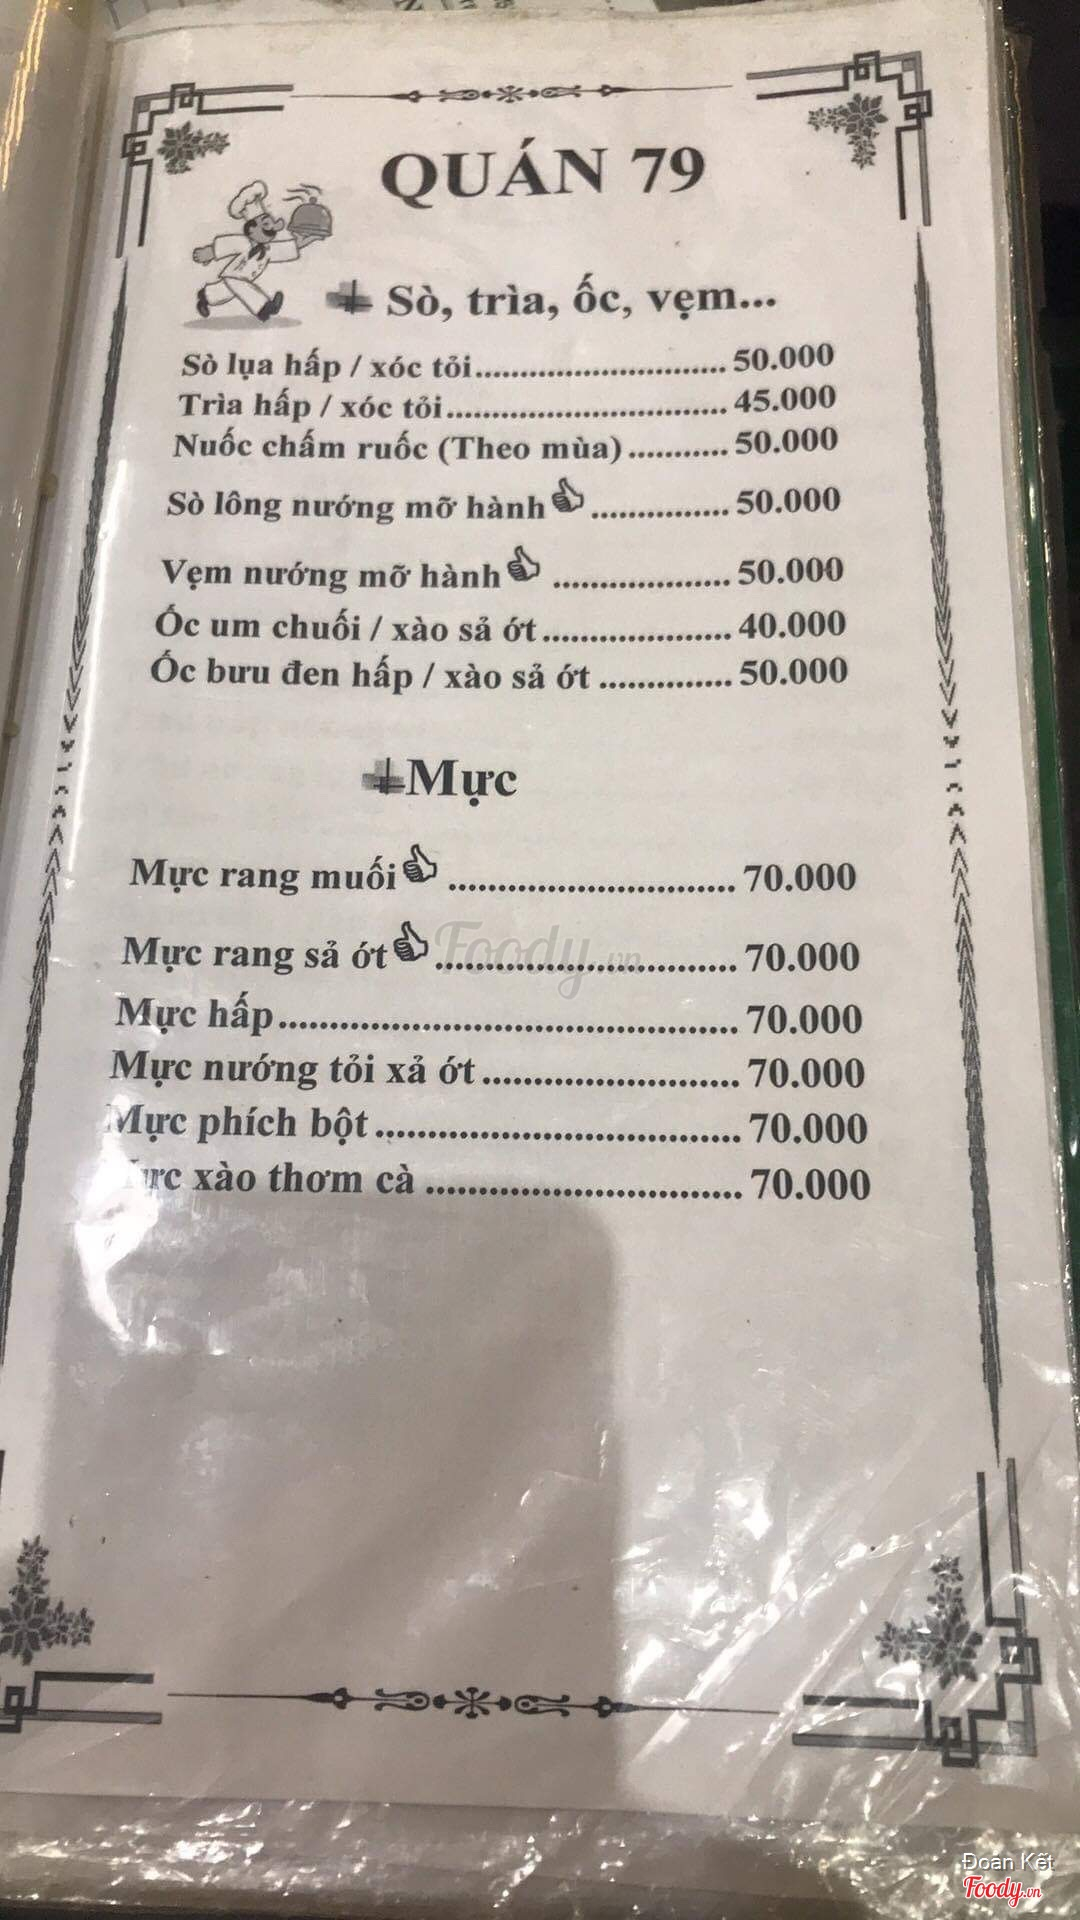 QUÁN 79
Sò, trìa, ốc, vẹm...
Sò lụa hấp / xóc tỏi............................ 50.000
Trìa hấp / xóc tỏi............................... 45.000
Nuốc chấm ruốc (Theo mùa)........... 50.000
Sò lông nướng mỡ hành............... 50.000
Vẹm nướng mỡ hành.................... 50.000
Ốc um chuối / xào sả ớt..................... 40.000
Ốc bưu đen hấp / xào sả ớt ............... 50.000
Mực
Mực rang muối ............................. 70.000
Mực rang sả ớt .............................. 70.000
Mực hấp.............................................. 70.000
Mực nướng tỏi xả ớt.......................... 70.000
Mực phích bột.................................... 70.000
Mực xào thơm cà ................................ 70.000
Foody.vn
Đoàn Kết
Foody.vn